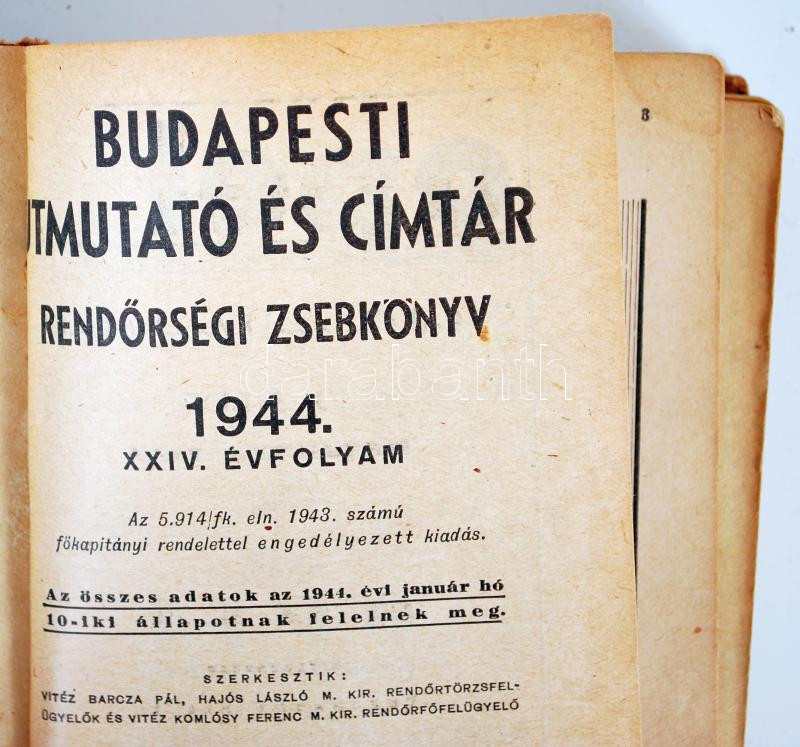 BUDAPESTI
ÚTMUTATÓ ÉS CÍMTÁR
RENDŐRSÉGI ZSEBKÖNYV
1944.
XXIV. ÉVFOLYAM
Az 5.914/fk. eln. 1943. számú
főkapitányi rendelettel engedélyezett kiadás.
Az összes adatok az 1944. évi január hó
10-iki állapotnak felelnek meg.
SZERKESZTIK:
VITÉZ BARCZA PÁL, HAJÓS LÁSZLÓ M. KIR. RENDŐRTÖRZSFEL-
ÜGYELŐK ÉS VITÉZ KOMLÓSY FERENC M. KIR. RENDŐRFŐFELÜGYELŐ
3
darabanth